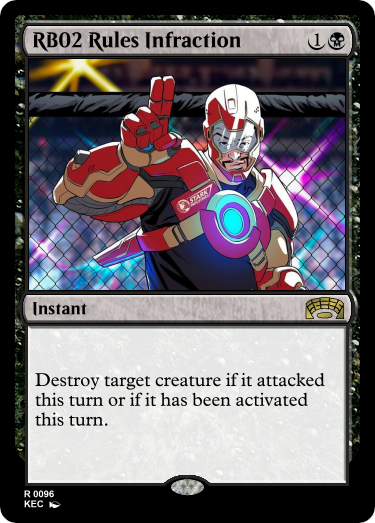 RB02 Rules Infraction 1
STARK
Instant
Destroy target creature if it attacked
this turn or if it has been activated
this turn.
R 0096
KEC